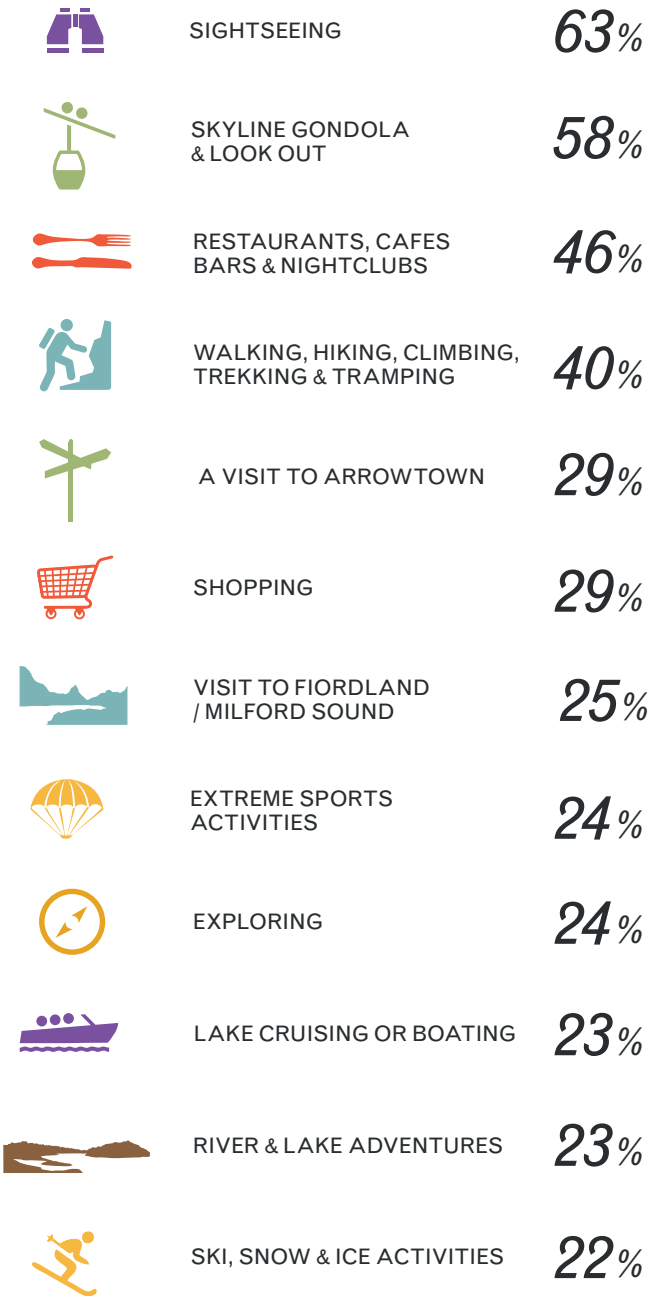 SIGHTSEEING 63%
SKYLINE GONDOLA
& LOOK OUT 58%
RESTAURANTS, CAFES
BARS & NIGHTCLUBS 46%
WALKING, HIKING, CLIMBING,
TREKKING & TRAMPING 40%
A VISIT TO ARROWTOWN 29%
SHOPPING 29%
VISIT TO FIORDLAND
/ MILFORD SOUND 25%
EXTREME SPORTS
ACTIVITIES 24%
EXPLORING 24%
LAKE CRUISING OR BOATING 23%
RIVER & LAKE ADVENTURES 23%
SKI, SNOW & ICE ACTIVITIES 22%